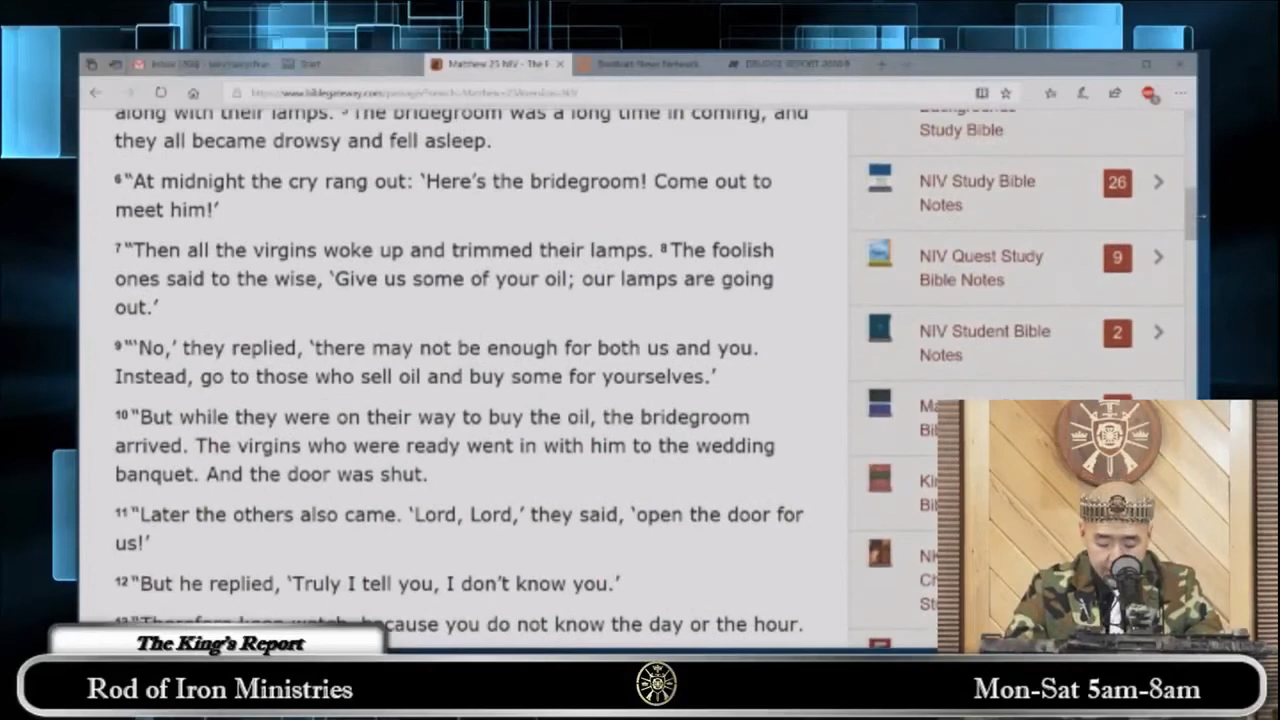 Matthew 25 NIV - The
Start
along with their lamps. 5 The bridegroom was a long time in coming, and
they all became drowsy and fell asleep.
6 “At midnight the cry rang out: ‘Here’s the bridegroom! Come out to
meet him!’
7 “Then all the virgins woke up and trimmed their lamps. 8 The foolish
ones said to the wise, ‘Give us some of your oil; our lamps are going
out.’
9 “‘No,’ they replied, ‘there may not be enough for both us and you.
Instead, go to those who sell oil and buy some for yourselves.’
10 “But while they were on their way to buy the oil, the bridegroom
arrived. The virgins who were ready went in with him to the wedding
banquet. And the door was shut.
11 “Later the others also came. ‘Lord, Lord,’ they said, ‘open the door for
us!’
12 “But he replied, ‘Truly I tell you, I don’t know you.’
13 “Therefore keep watch, because you do not know the day or the hour.
Study Bible
NIV Study Bible 26
Notes
NIV Quest Study 9
Bible Notes
NIV Student Bible 2
Notes
The King's Report
Rod of Iron Ministries
Mon-Sat 5am-8am